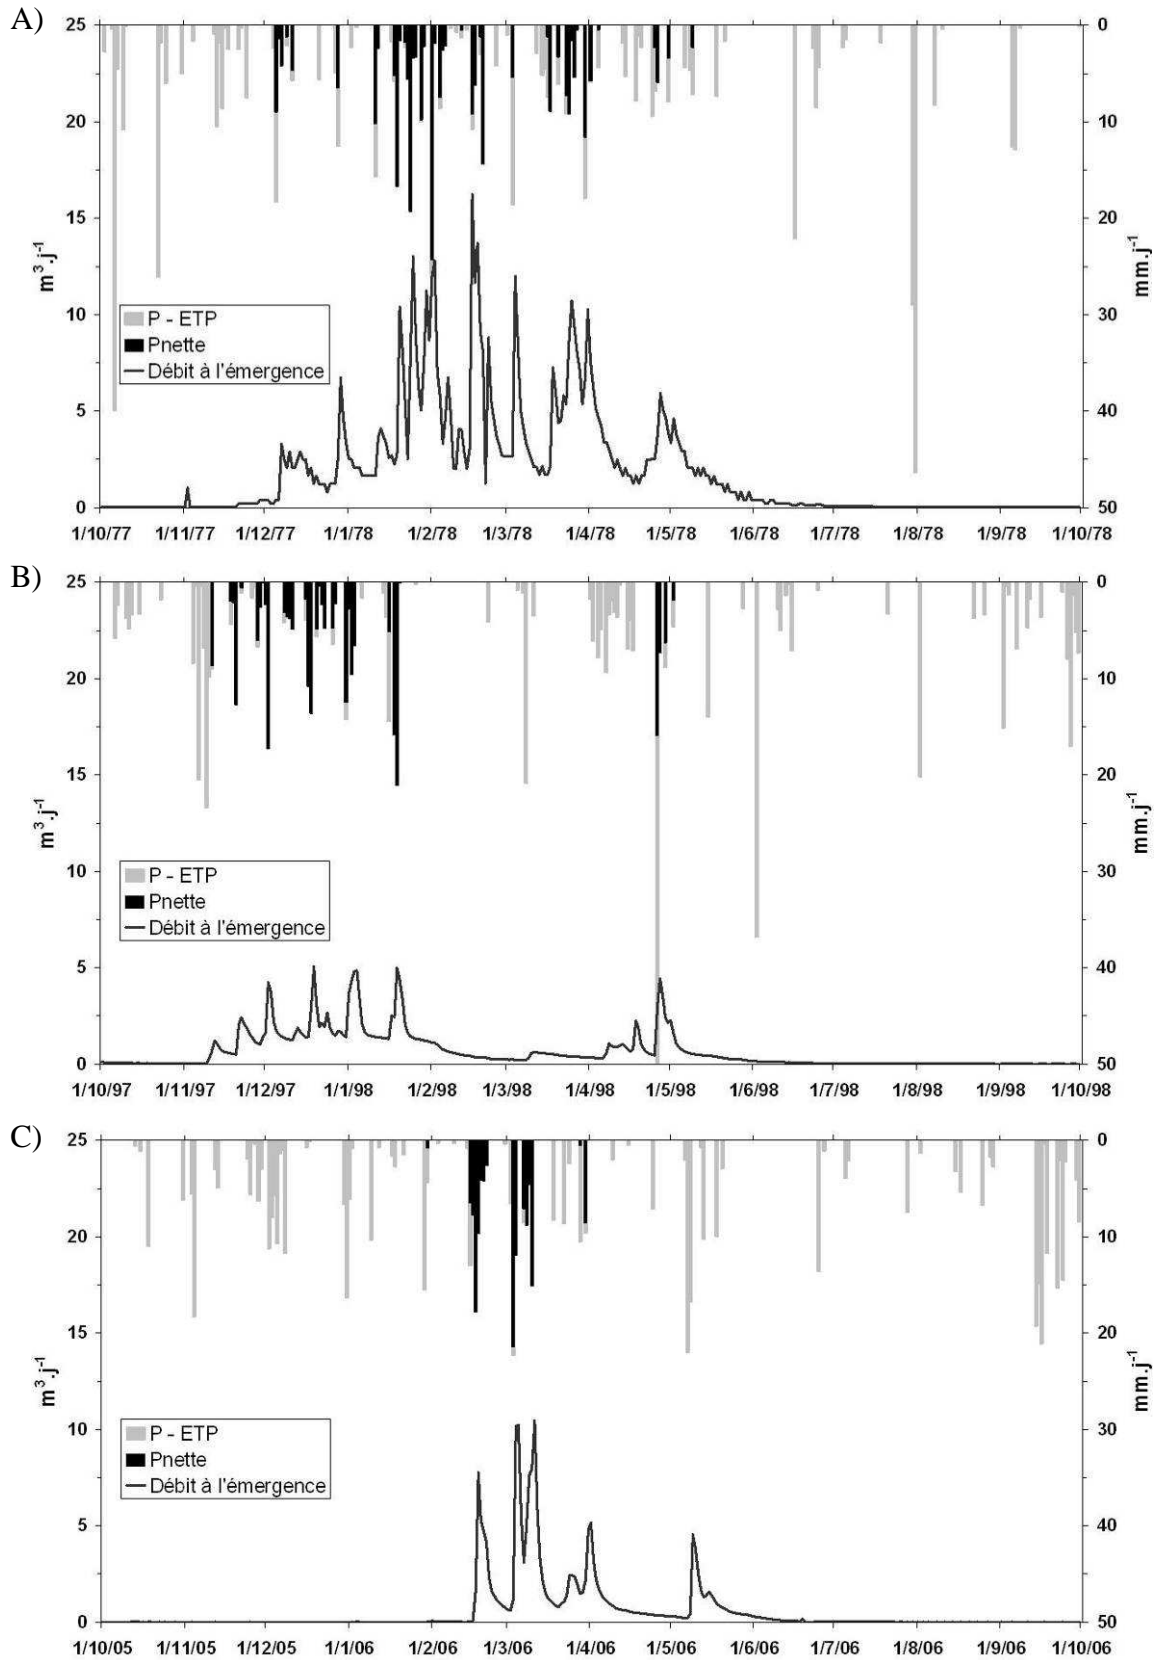 A)
25 20 15 10 5 0
m³.j⁻¹
0 10 20 30 40 50
mm.j⁻¹
P - ETP
Pnette
Débit à l'émergence
1/10/77 1/11/77 1/12/77 1/1/78 1/2/78 1/3/78 1/4/78 1/5/78 1/6/78 1/7/78 1/8/78 1/9/78 1/10/78
B)
25 20 15 10 5 0
m³.j⁻¹
0 10 20 30 40 50
mm.j⁻¹
P - ETP
Pnette
Débit à l'émergence
1/10/97 1/11/97 1/12/97 1/1/98 1/2/98 1/3/98 1/4/98 1/5/98 1/6/98 1/7/98 1/8/98 1/9/98 1/10/98
C)
25 20 15 10 5 0
m³.j⁻¹
0 10 20 30 40 50
mm.j⁻¹
P - ETP
Pnette
Débit à l'émergence
1/10/05 1/11/05 1/12/05 1/1/06 1/2/06 1/3/06 1/4/06 1/5/06 1/6/06 1/7/06 1/8/06 1/9/06 1/10/06